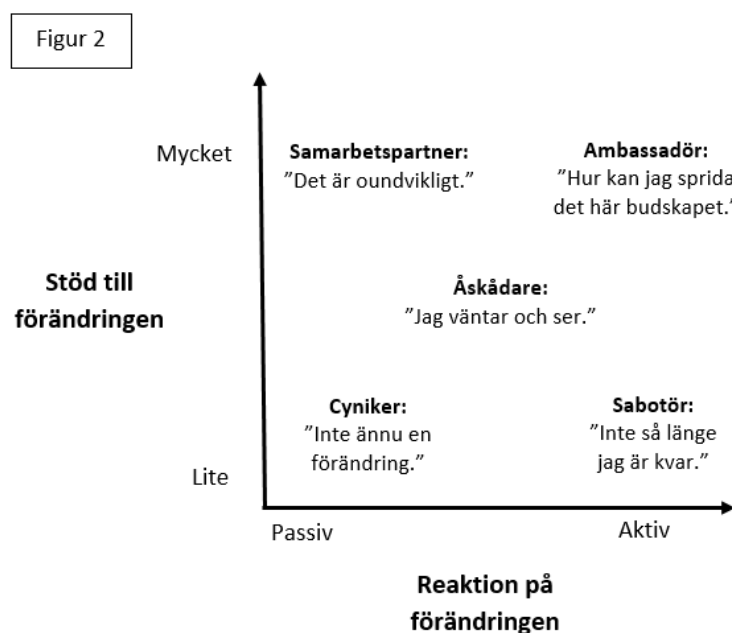 Figur 2
Mycket
Samarbetspartner:
”Det är oundvikligt.”
Ambassadör:
”Hur kan jag sprida
det här budskapet.”
Stöd till
förändringen
Åskådare:
”Jag väntar och ser.”
Cyniker:
”Inte ännu en
förändring.”
Sabotör:
”Inte så länge
jag är kvar.”
Lite
Passiv
Aktiv
Reaktion på
förändringen